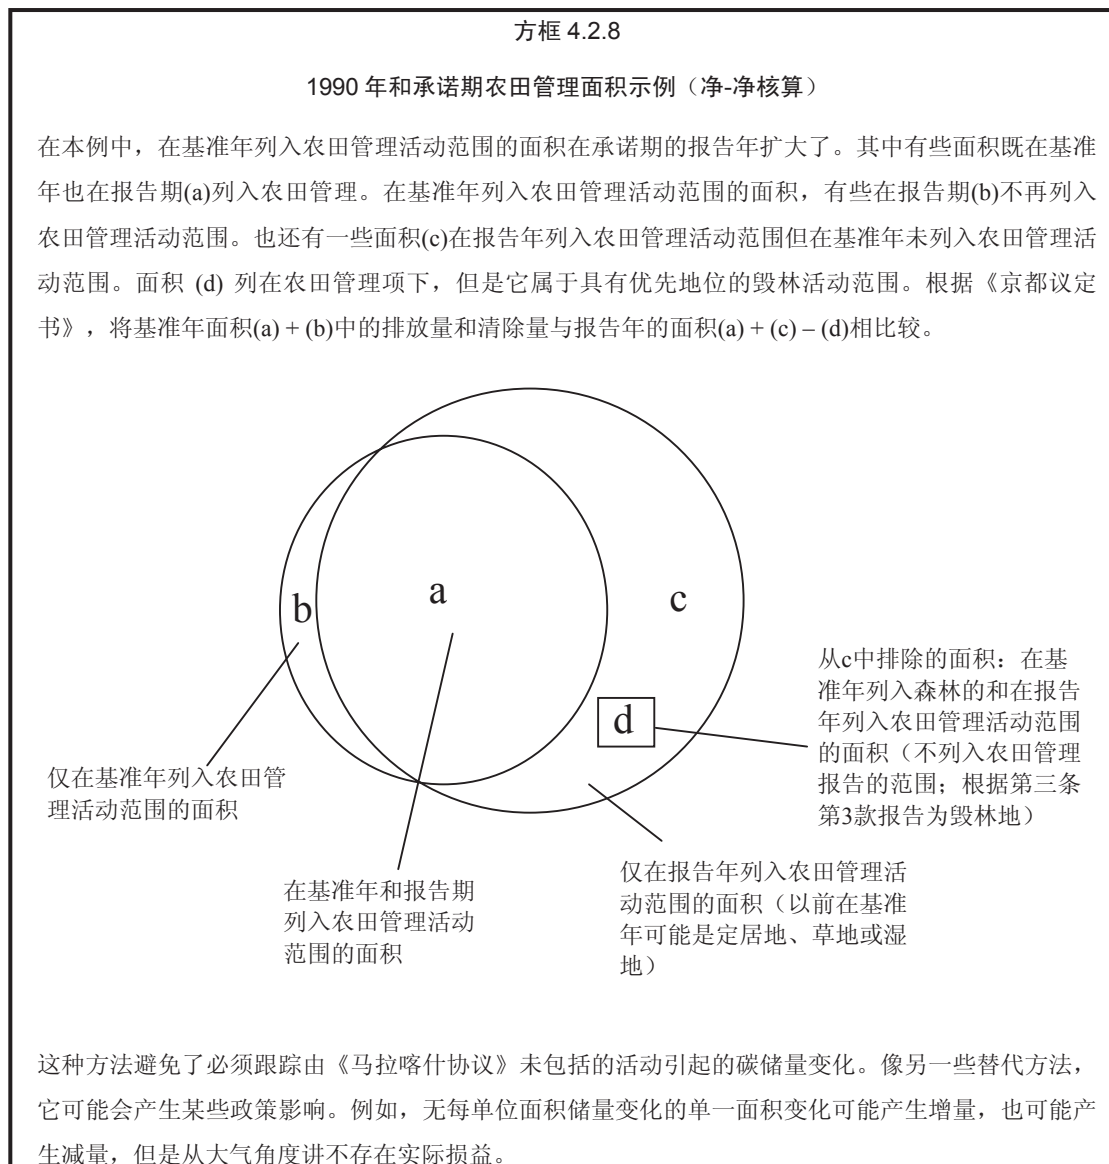 方框 4.2.8
1990 年和承诺期农田管理面积示例（净-净核算）
在本例中，在基准年列入农田管理活动范围的面积在承诺期的报告年扩大了。其中有些面积既在基准
年也在报告期(a)列入农田管理。在基准年列入农田管理活动范围的面积，有些在报告期(b)不再列入
农田管理活动范围。也还有一些面积(c)在报告年列入农田管理活动范围但在基准年未列入农田管理活
动范围。面积 (d) 列在农田管理项下，但是它属于具有优先地位的毁林活动范围。根据《京都议定
书》，将基准年面积(a) + (b)中的排放量和清除量与报告年的面积(a) + (c) – (d)相比较。
b
a
c
d
从c中排除的面积：在基
准年列入森林的和在报告
年列入农田管理活动范围
的面积（不列入农田管理
报告的范围；根据第三条
第3款报告为毁林地）
仅在基准年列入农田管
理活动范围的面积
在基准年和报告期
列入农田管理活动
范围的面积
仅在报告年列入农田管理活
动范围的面积（以前在基准
年可能是定居地、草地或湿
地）
这种方法避免了必须跟踪由《马拉喀什协议》未包括的活动引起的碳储量变化。像另一些替代方法，
它可能会产生某些政策影响。例如，无每单位面积储量变化的单一面积变化可能产生增量，也可能产
生减量，但是从大气角度讲不存在实际损益。